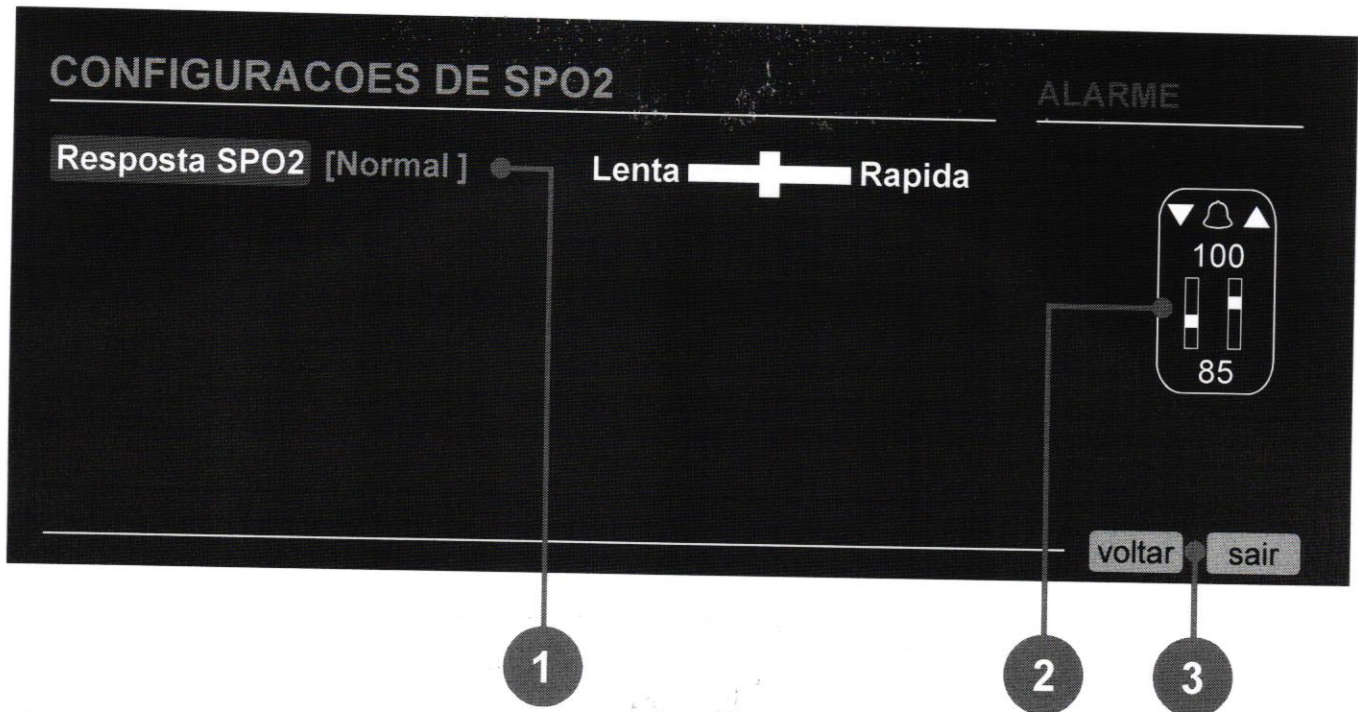 CONFIGURACOES DE SPO2
ALARME
Resposta SPO2 [Normal ]
Lenta Rapida
100
85
voltar sair
1
2
3